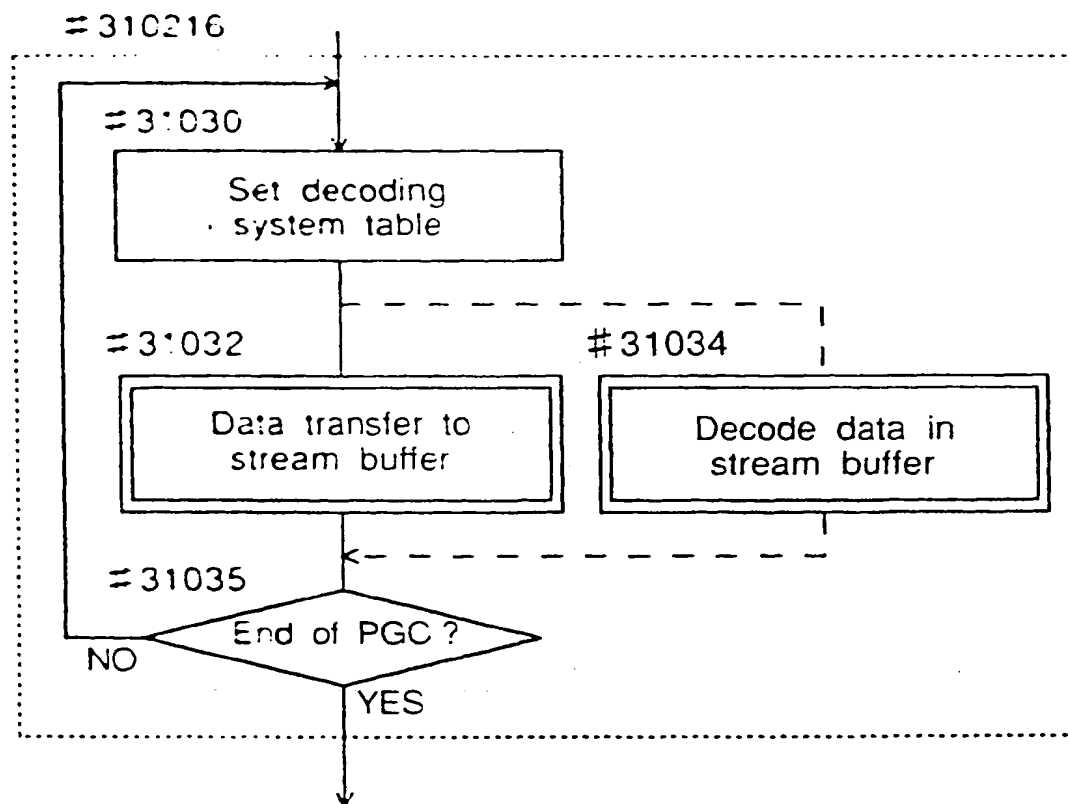 #310216
#31030
Set decoding
system table
#31032
#31034
Data transfer to
stream buffer
Decode data in
stream buffer
#31035
End of PGC?
NO
YES